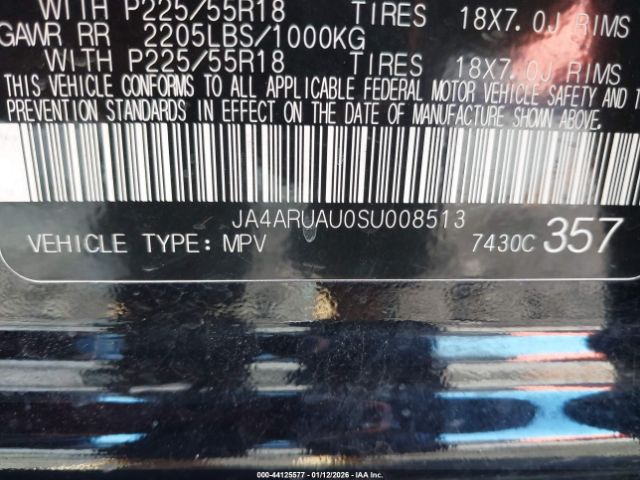 WITH P225/55R18 TIRES 18X7.0J RIMS
GAWR RR 2205LBS/1000KG
WITH P225/55R18 TIRES 18X7.0J RIMS
THIS VEHICLE CONFORMS TO ALL APPLICABLE FEDERAL MOTOR VEHICLE SAFETY AND T
PREVENTION STANDARDS IN EFFECT ON THE DATE OF MANUFACTURE SHOWN ABOVE.
JA4ARUAU0SU008513
VEHICLE TYPE: MPV 7430C 357
000-44125577 - 01/12/2026 - IAASC.COM